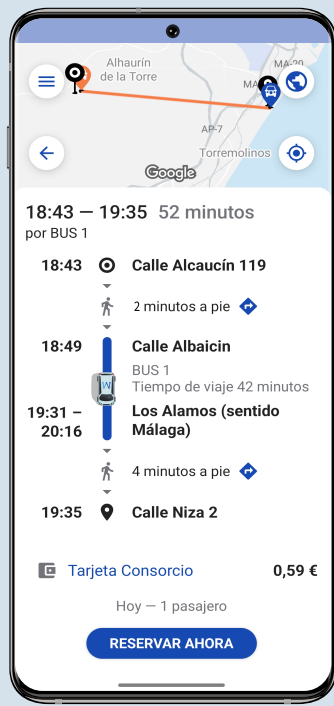 Alhaurín
de la Torre
MA-20
MA
AP-7
Torremolinos
Google
18:43 — 19:35 52 minutos
por BUS 1
18:43 Calle Alcaucín 119
2 minutos a pie
18:49 Calle Albaicin
BUS 1
Tiempo de viaje 42 minutos
19:31 –
20:16
Los Alamos (sentido
Málaga)
4 minutos a pie
19:35 Calle Niza 2
Tarjeta Consorcio 0,59 €
Hoy — 1 pasajero
RESERVAR AHORA